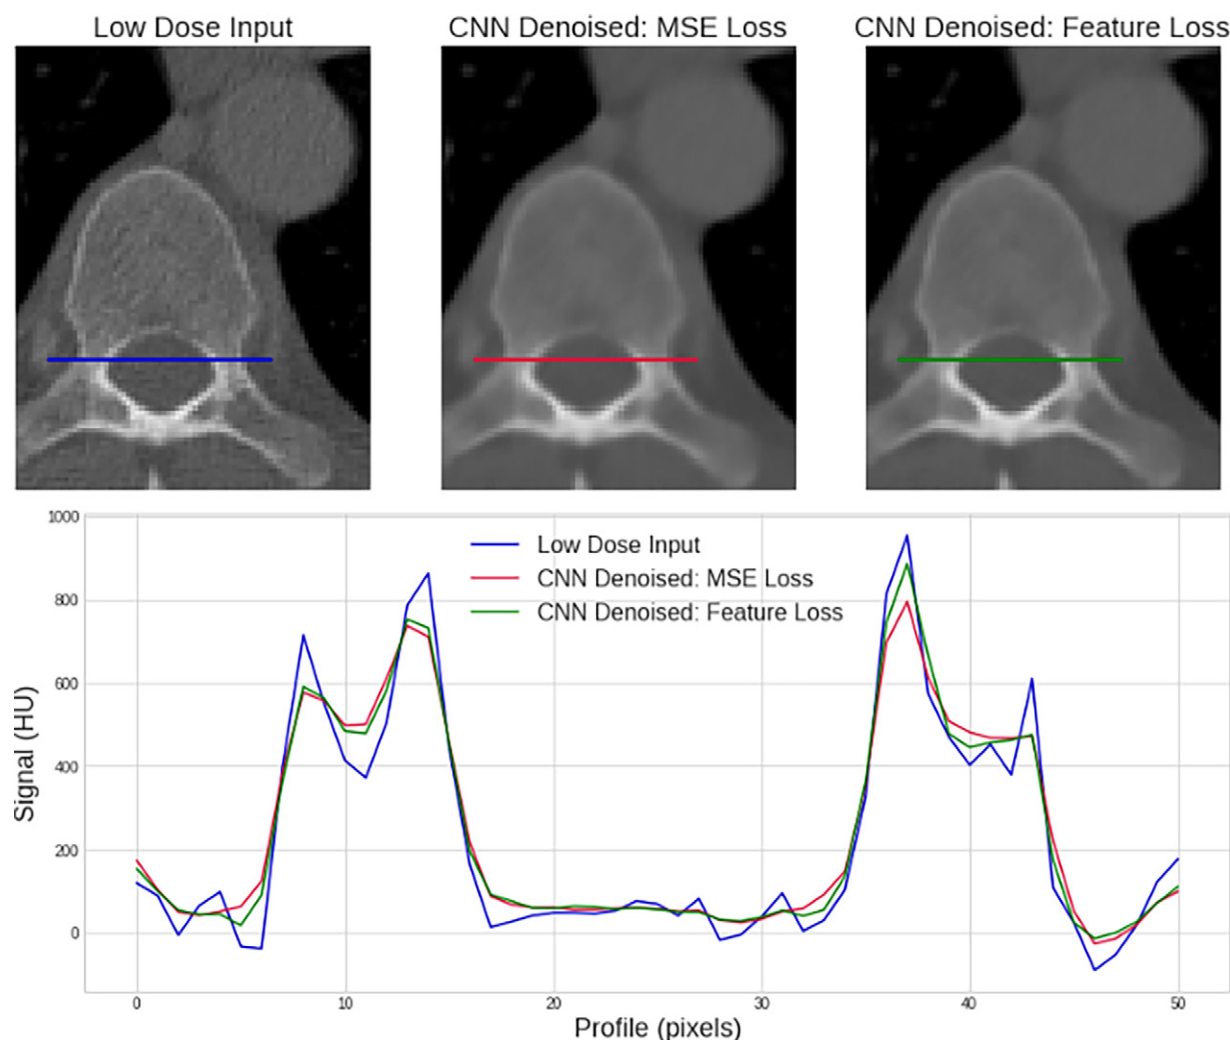 Low Dose Input
CNN Denoised: MSE Loss
CNN Denoised: Feature Loss
1000
800
600
400
200
0
Signal (HU)
Low Dose Input
CNN Denoised: MSE Loss
CNN Denoised: Feature Loss
0
10
20
30
40
50
Profile (pixels)